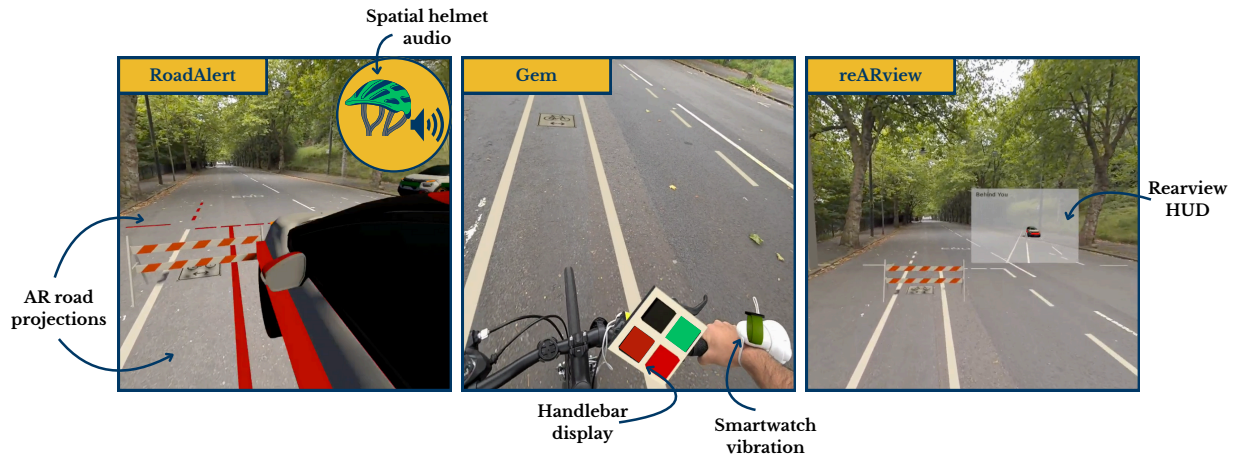 Spatial helmet
audio
RoadAlert
Gem
reARview
Behind You
Rearview
HUD
AR road
projections
Handlebar
display
Smartwatch
vibration